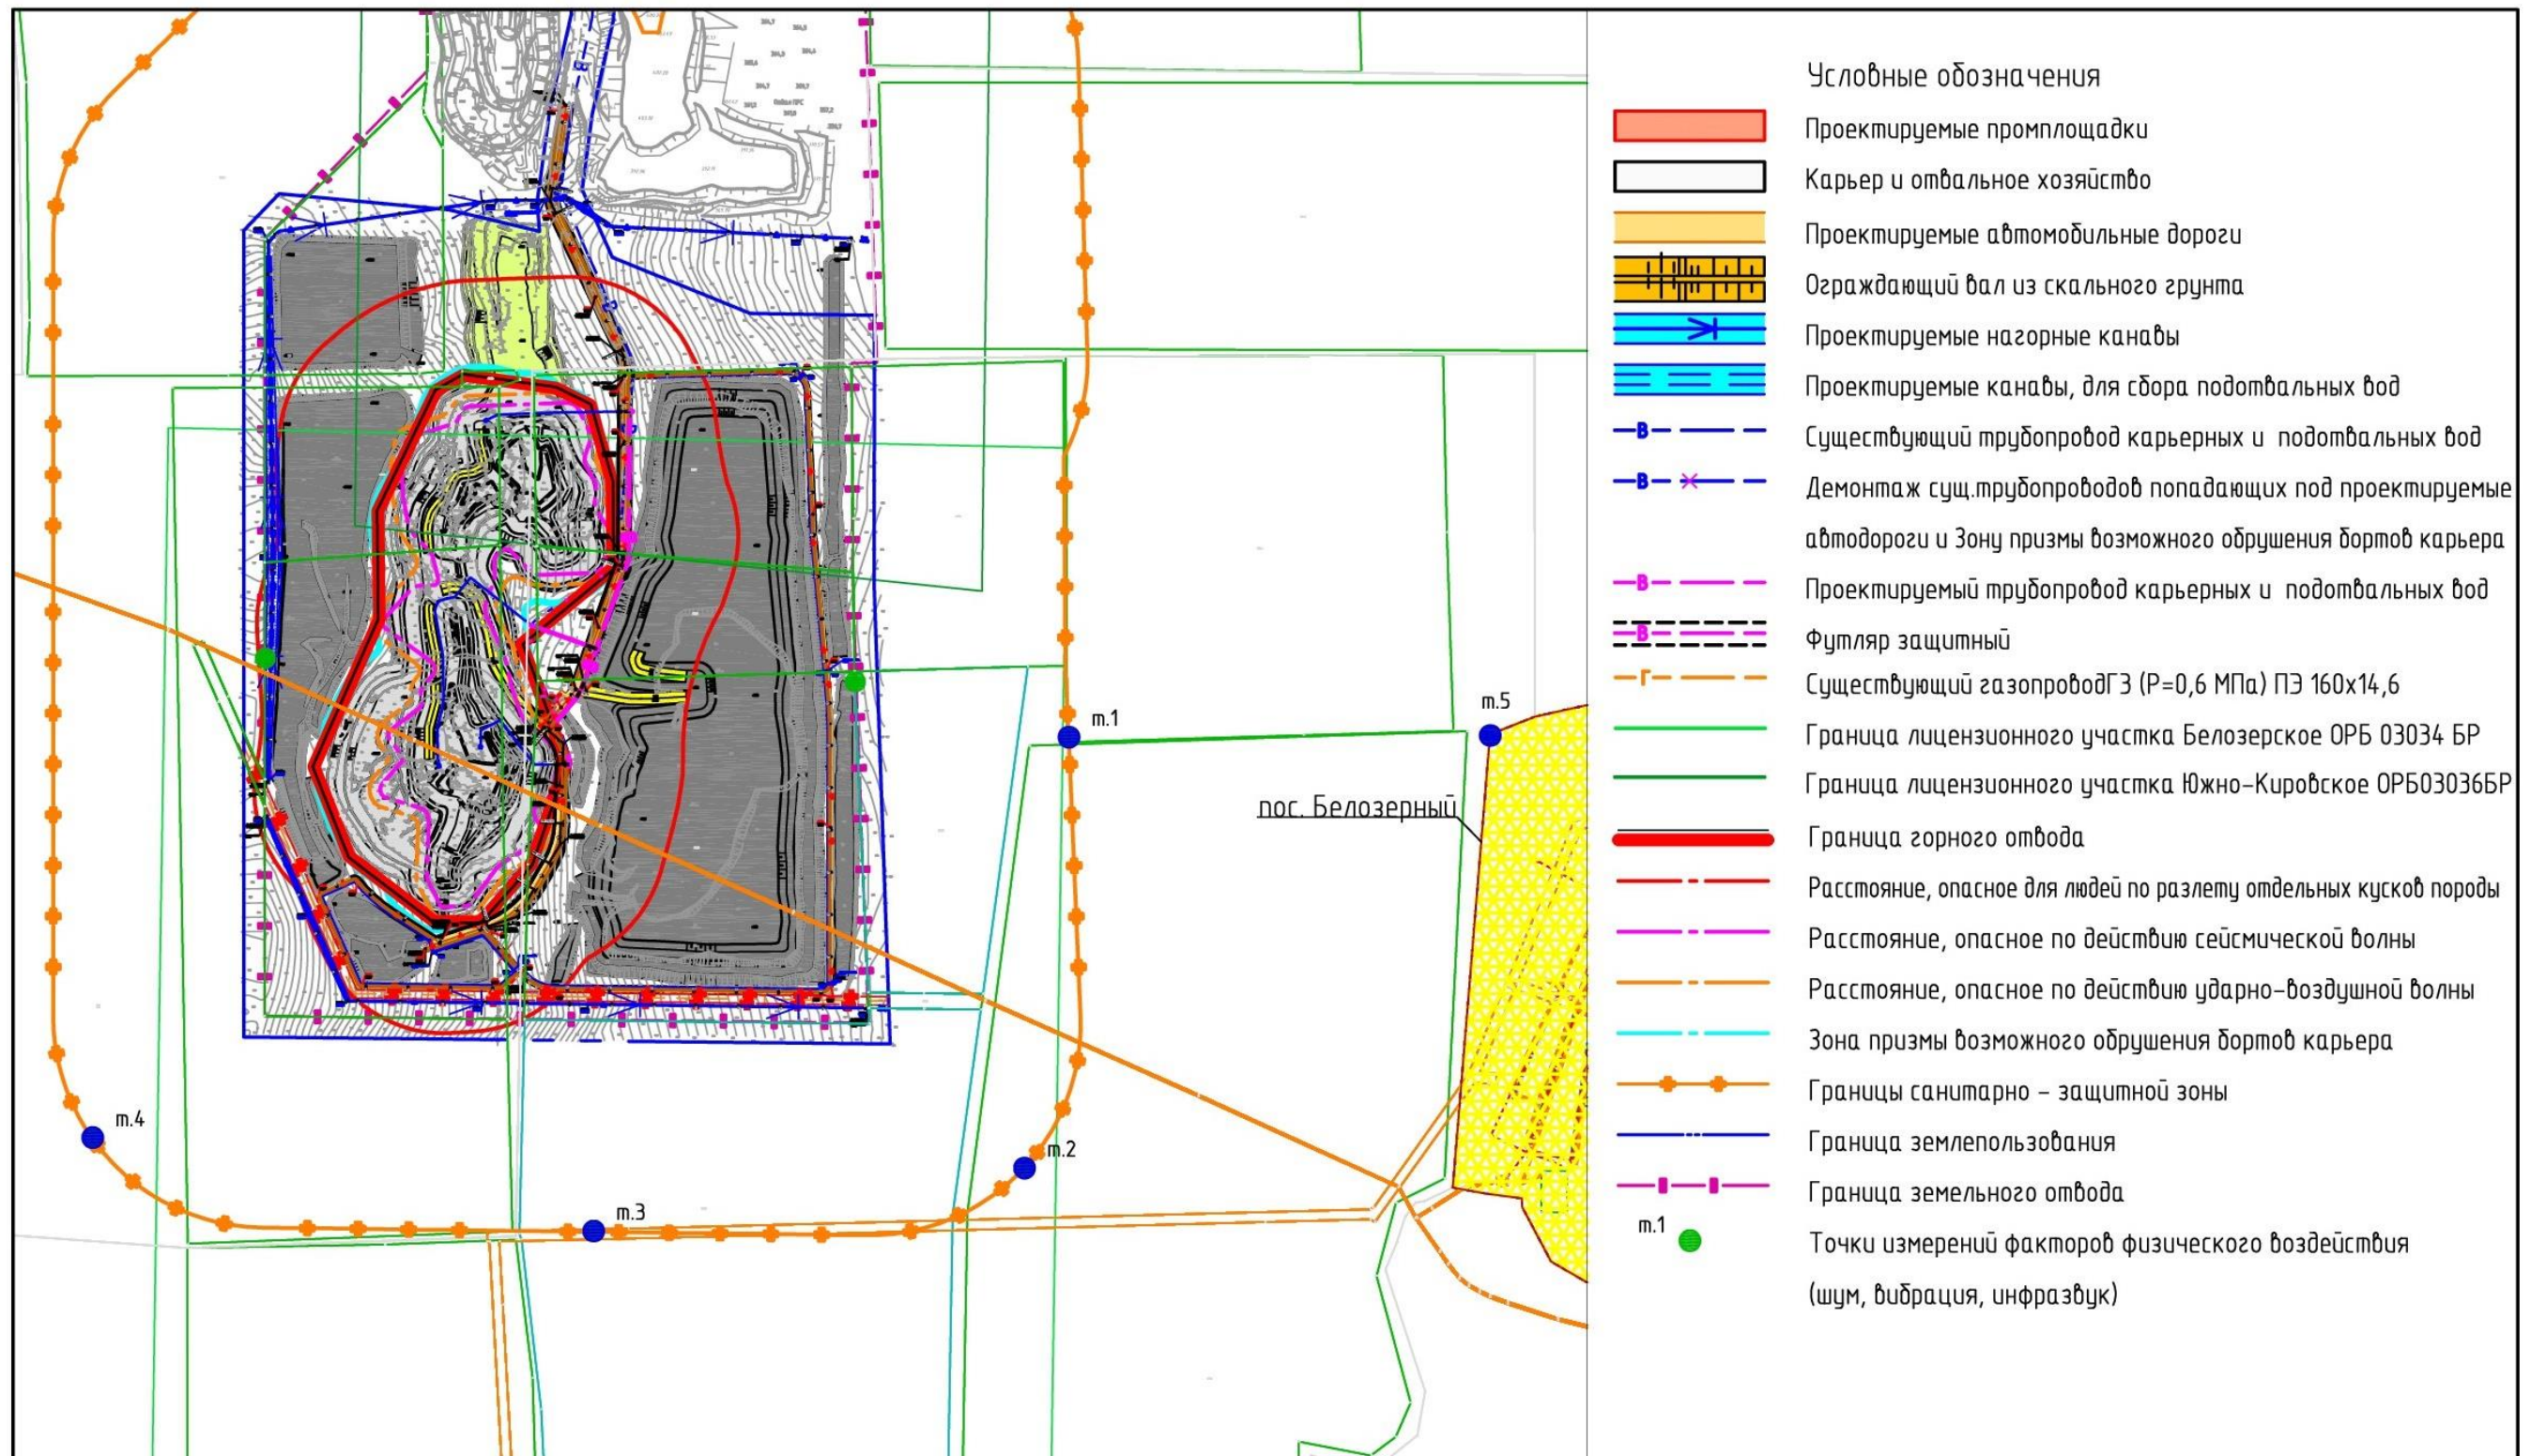 Условные обозначения
Проектируемые промплощадки
Карьер и отвальное хозяйство
Проектируемые автомобильные дороги
Ограждающий вал из скального грунта
Проектируемые нагорные канавы
Проектируемые канавы, для сбора подотвальных вод
В
Существующий трубопровод карьерных и подотвальных вод
В
Демонтаж сущ.трубопроводов попадающих под проектируемые
автодороги и Зону призмы возможного обрушения бортов карьера
В
Проектируемый трубопровод карьерных и подотвальных вод
В
Футляр защитный
Г
Существующий газопроводГ3 (Р=0,6 МПа) ПЭ 160х14,6
Граница лицензионного участка Белозерское ОРБ 03034 БР
Граница лицензионного участка Южно-Кировское ОРБ03036БР
Граница горного отвода
Расстояние, опасное для людей по разлету отдельных кусков породы
Расстояние, опасное по действию сейсмической волны
Расстояние, опасное по действию ударно-воздушной волны
Зона призмы возможного обрушения бортов карьера
Границы санитарно - защитной зоны
Граница землепользования
Граница земельного отвода
т.1
Точки измерений факторов физического воздействия
(шум, вибрация, инфразвук)
т.1
т.5
пос. Белозерный
т.4
т.2
т.3